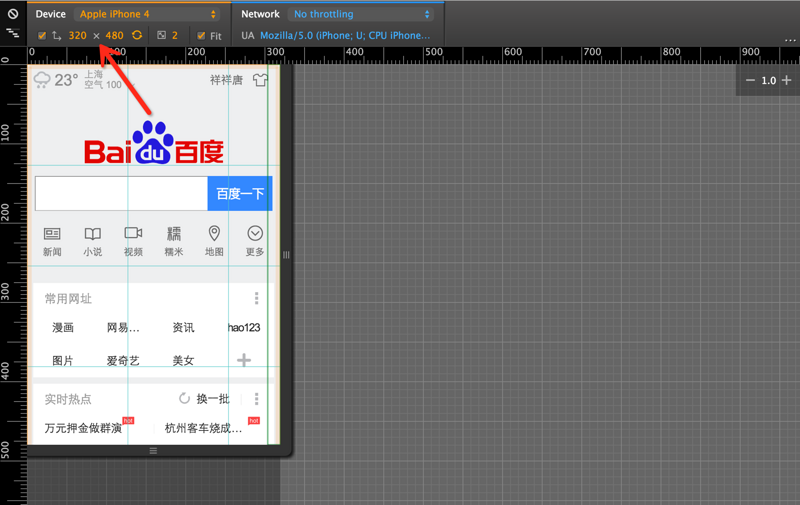 Device Apple iPhone 4 Network No throttling
320 × 480 2 Fit UA Mozilla/5.0 (iPhone; U; CPU iPhone...
...
0 100 200 300 400 500 600 700 800 900
0
100
200
300
400
500
− 1.0 +
23° 上海 空气 100 祥祥唐
Bai du 百度
百度一下
新闻 小说 视频 糯米 地图 更多
糯
常用网址
漫画 网易... 资讯 hao123
图片 爱奇艺 美女
实时热点 换一批
万元押金做群演 hot 杭州客车烧成... hot